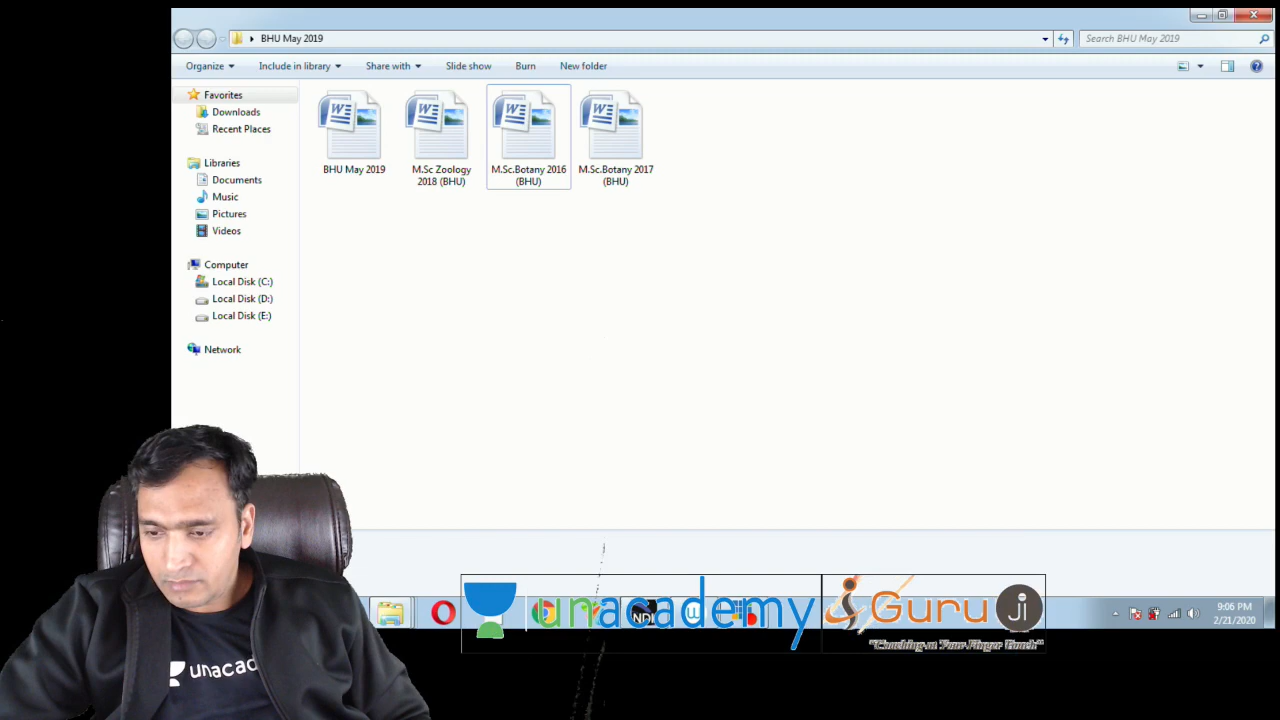 BHU May 2019
Search BHU May 2019
Organize
Include in library
Share with
Slide show
Burn
New folder
Favorites
Downloads
Recent Places
Libraries
Documents
Music
Pictures
Videos
Computer
Local Disk (C:)
Local Disk (D:)
Local Disk (E:)
Network
BHU May 2019
M.Sc Zoology
2018 (BHU)
M.Sc.Botany 2016
(BHU)
M.Sc.Botany 2017
(BHU)
unacademy
Guru
Ji
"Coaching at Your Finger Touch"
NDI
9:06 PM
2/21/2020
unacad